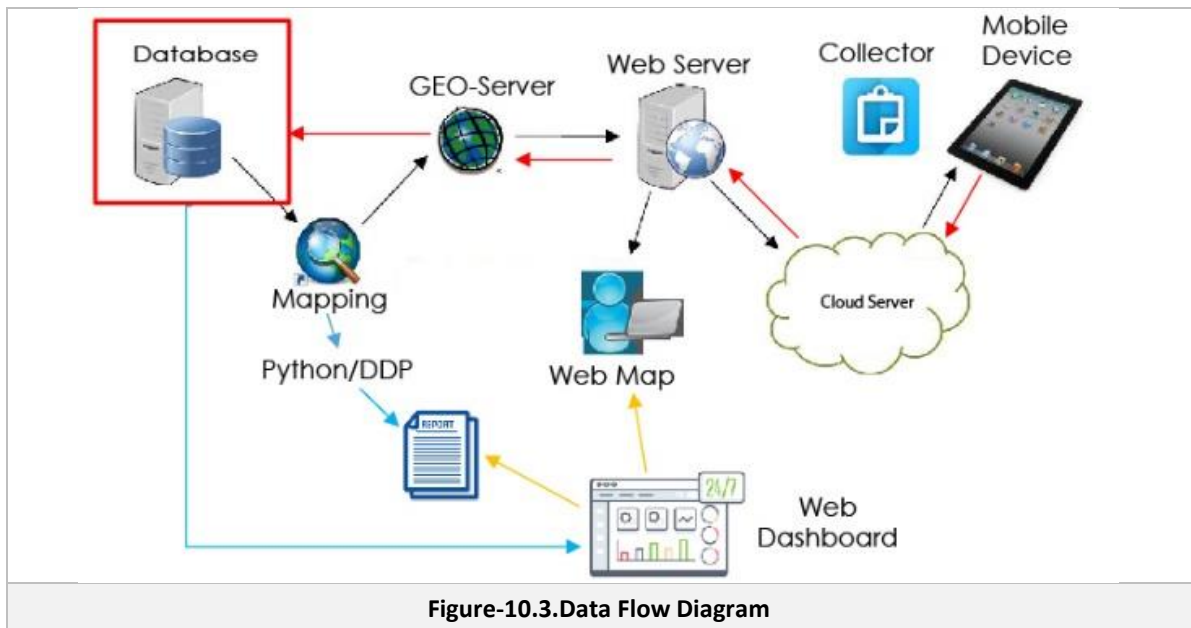 Database
GEO-Server
Web Server
Collector
Mobile
Device
Mapping
Python/DDP
REPORT
Web Map
Cloud Server
24/7
Web
Dashboard
Figure-10.3.Data Flow Diagram